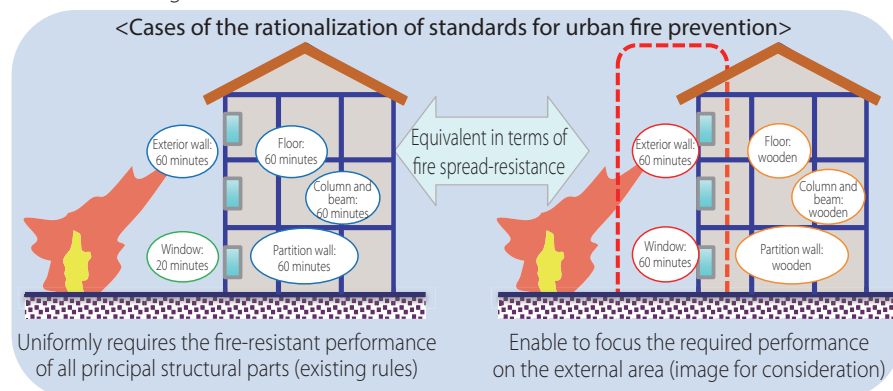 <Cases of the rationalization of standards for urban fire prevention>
Exterior wall:
60 minutes
Floor:
60 minutes
Column and
beam:
60 minutes
Window:
20 minutes
Partition wall:
60 minutes
Equivalent in terms of
fire spread-resistance
Exterior wall:
60 minutes
Floor:
wooden
Column and
beam:
wooden
Window:
60 minutes
Partition wall:
wooden
Uniformly requires the fire-resistant performance
of all principal structural parts (existing rules)
Enable to focus the required performance
on the external area (image for consideration)